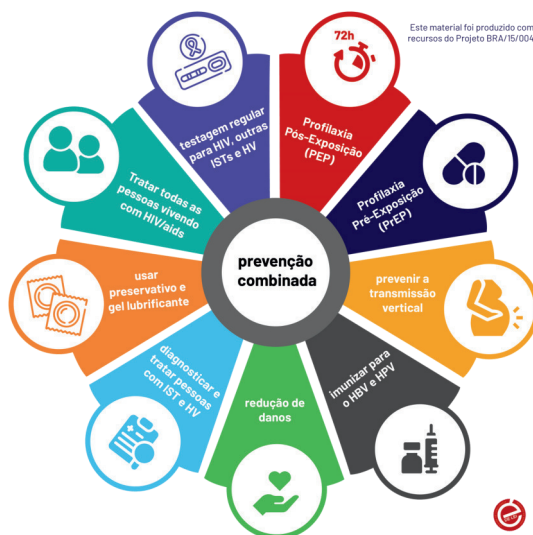 Este material foi produzido com
recursos do Projeto BRA/15/004
72h
Profilaxia
Pós-Exposição
(PEP)
Profilaxia
Pré-Exposição
(PrEP)
prevenir a
transmissão
vertical
imunizar para
o HBV e HPV
redução de
danos
diagnosticar e
tratar pessoas
com IST e HV
usar
preservativo e
gel lubrificante
Tratar todas as
pessoas vivendo
com HIV/aids
testagem regular
para HIV, outras
ISTs e HV
prevenção
combinada